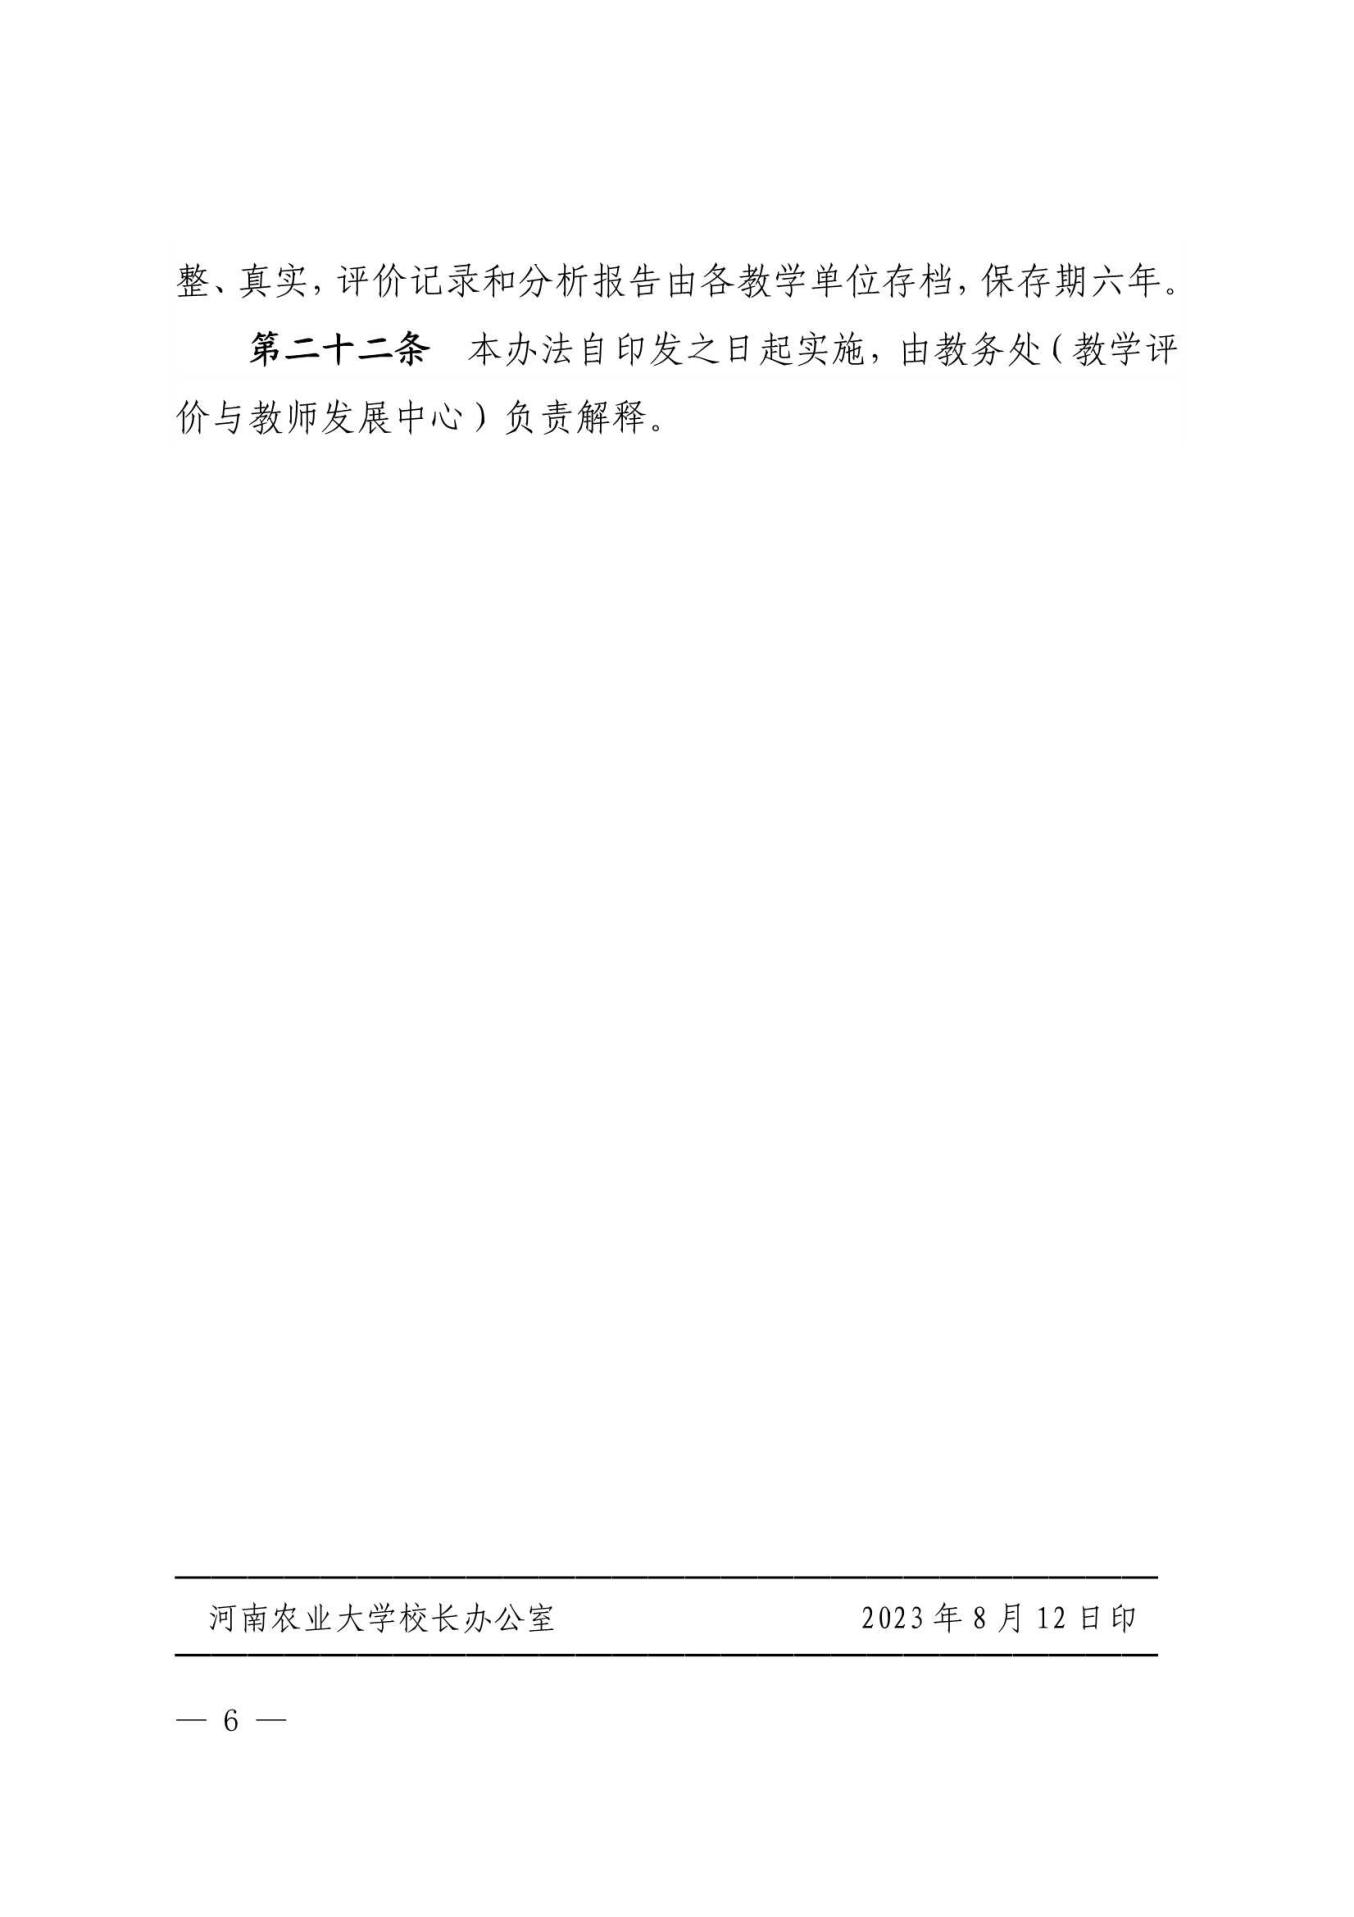 整、真实，评价记录和分析报告由各教学单位存档，保存期六年。
第二十二条 本办法自印发之日起实施，由教务处（教学评
价与教师发展中心）负责解释。
河南农业大学校长办公室 2023年8月12日印
— 6 —